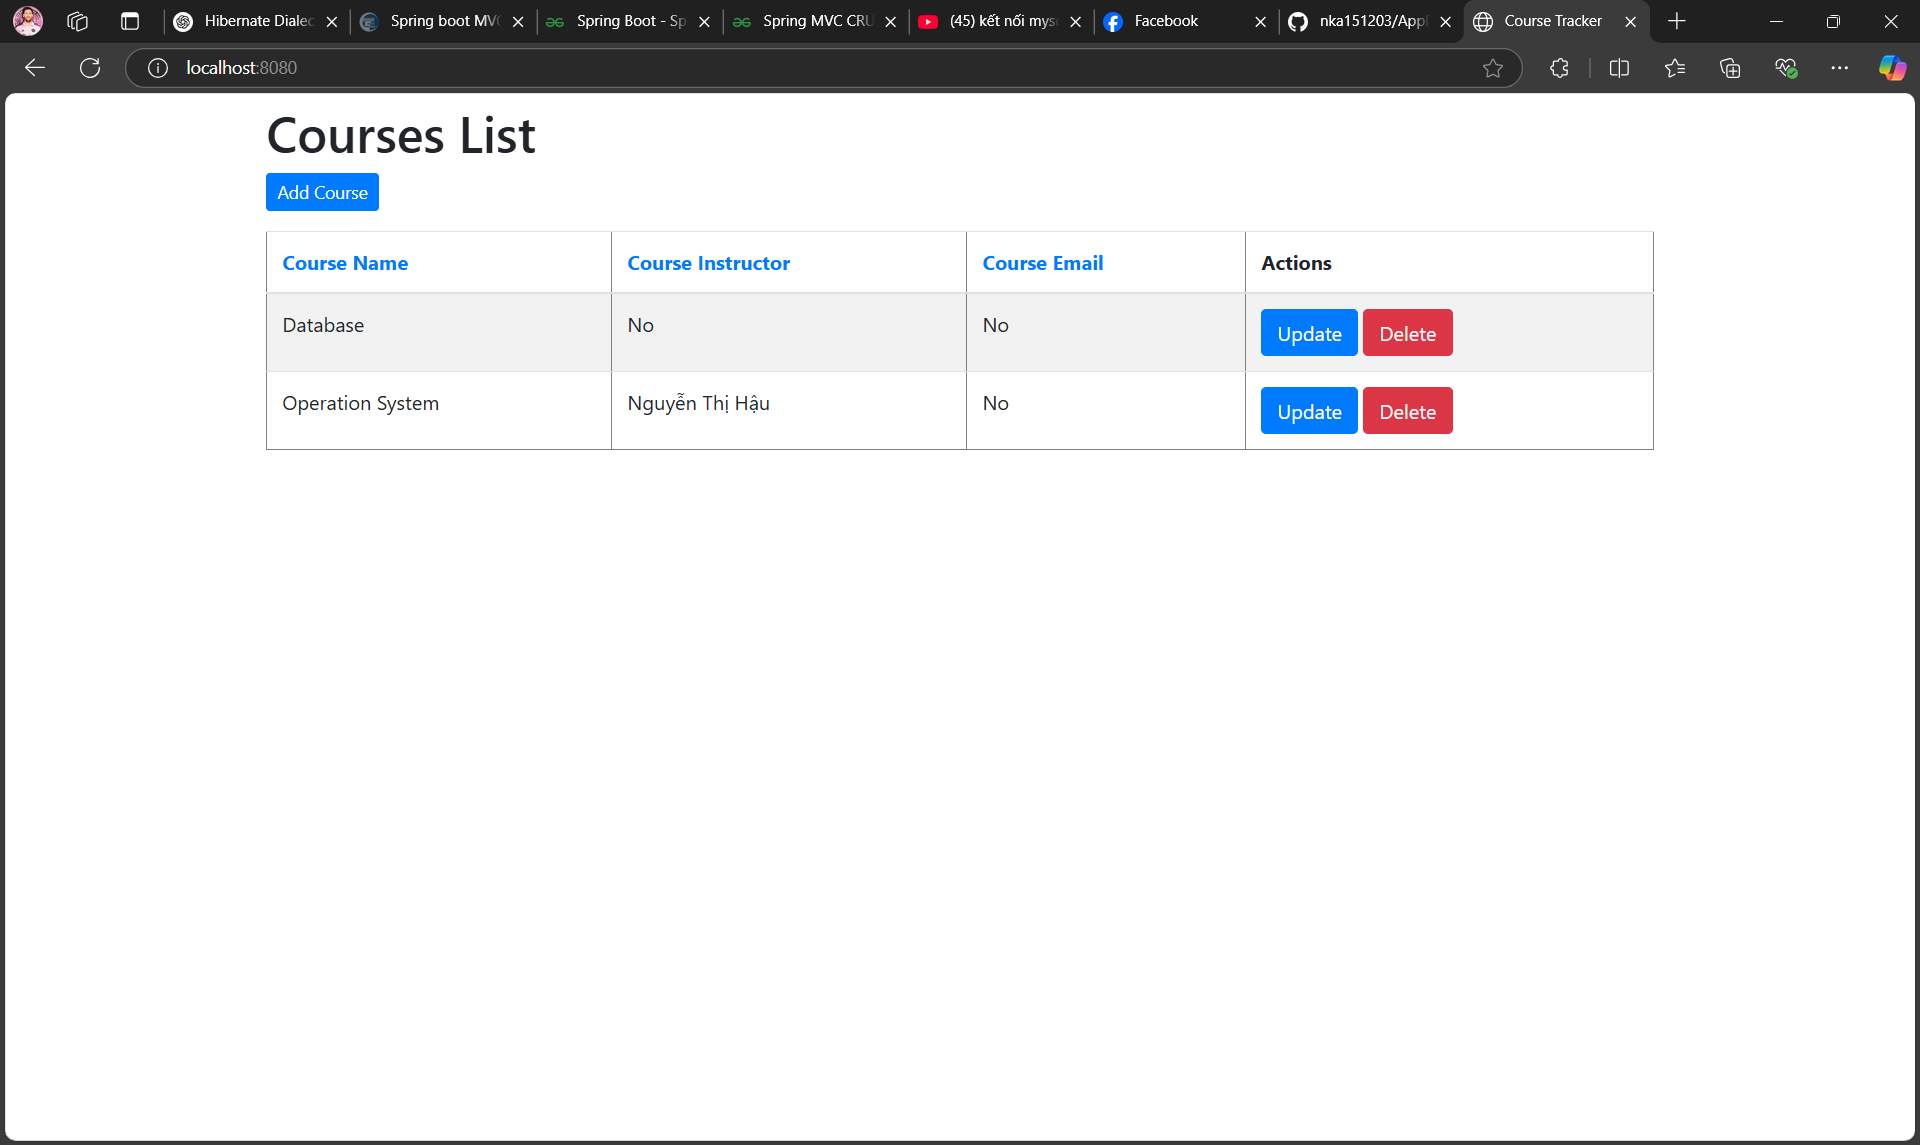 Hibernate Dialec
Spring boot MV
Spring Boot - Sp
Spring MVC CRU
(45) kết nối mys
Facebook
nka151203/Appl
Course Tracker
localhost:8080
Courses List
Add Course
Course Name Course Instructor Course Email Actions
Database No No Update Delete
Operation System Nguyễn Thị Hậu No Update Delete